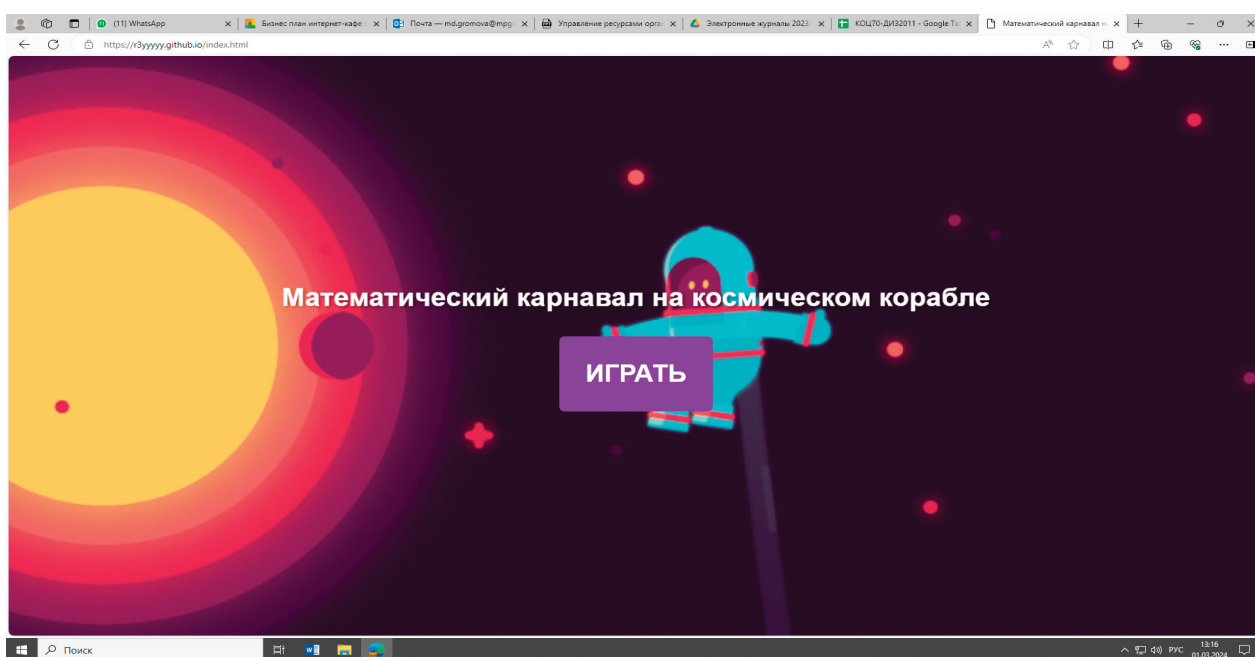 (11) WhatsApp
Бизнес план интернет-кафе с
Почта — md.gromova@mpg
Управление ресурсами орга
Электронные журналы 2023
КОЦ70-ДИЗ2011 - Google Та
Математический карнавал н
https://r3yyyyy.github.io/index.html
Математический карнавал на космическом корабле
ИГРАТЬ
Поиск
РУС
13:16
01.03.2024